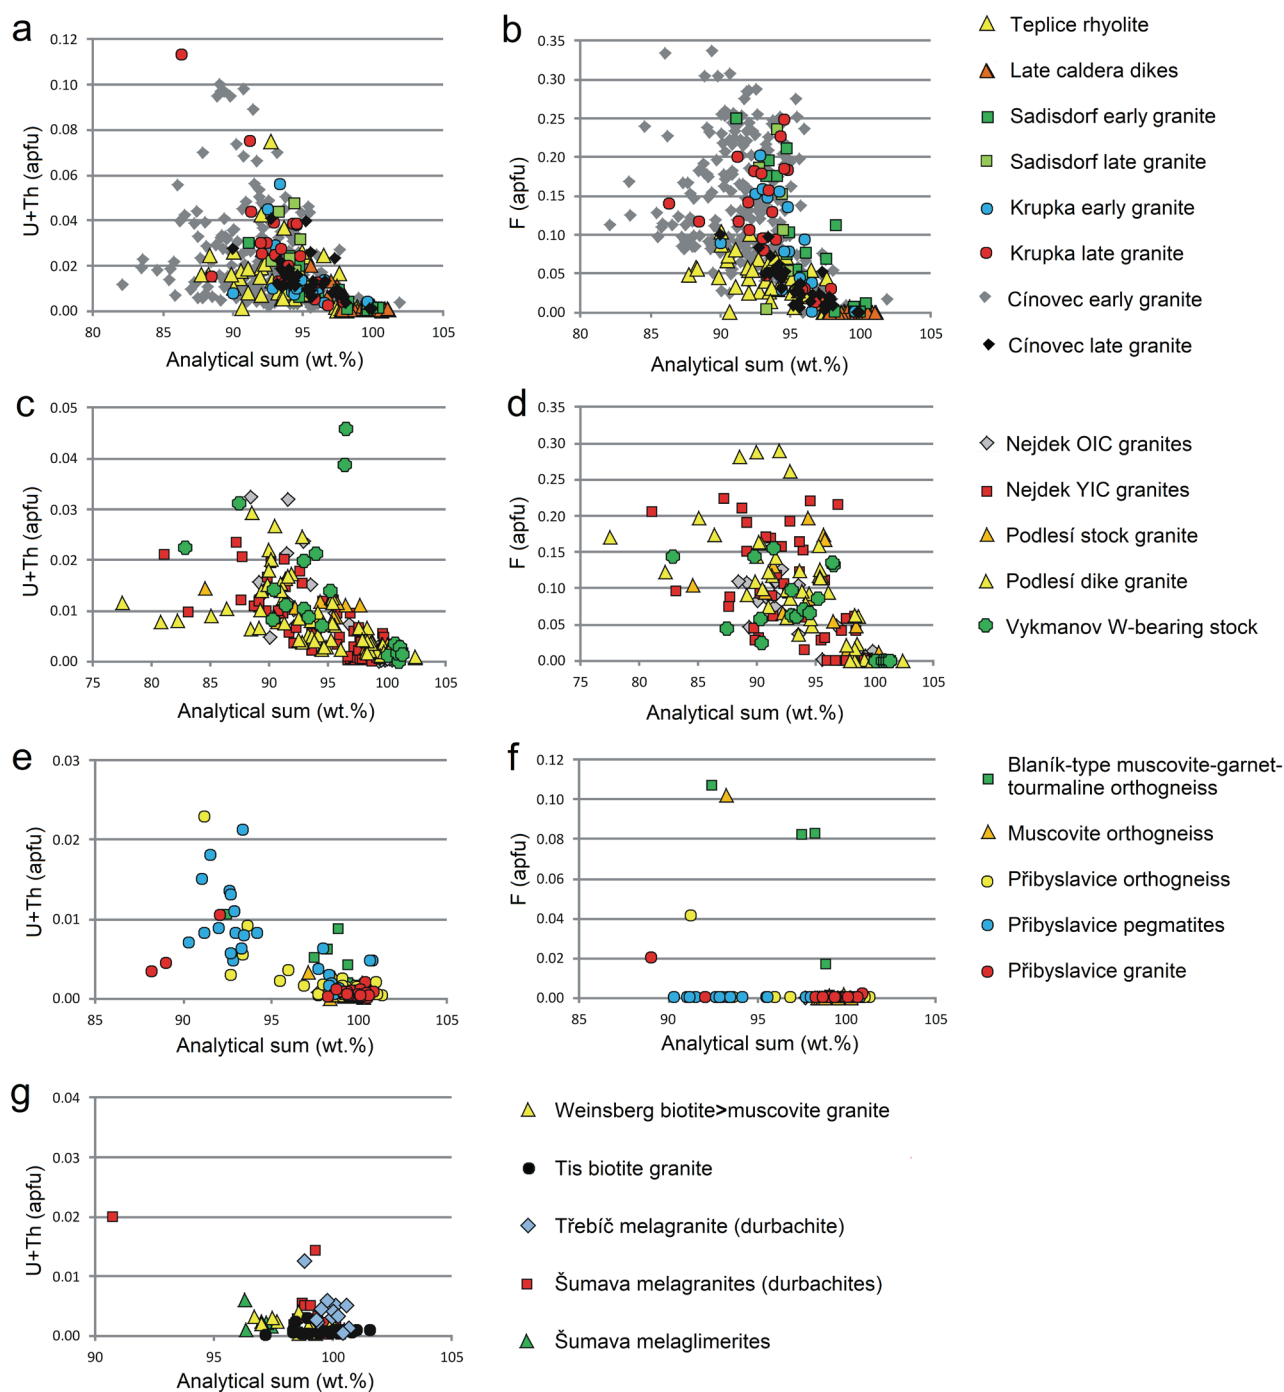 a
0.12
0.10
0.08
0.06
0.04
0.02
0.00
U+Th (apfu)
80
85
90
95
100
105
Analytical sum (wt.%)
b
0.35
0.30
0.25
0.20
0.15
0.10
0.05
0.00
F (apfu)
80
85
90
95
100
105
Analytical sum (wt.%)
Teplice rhyolite
Late caldera dikes
Sadisdorf early granite
Sadisdorf late granite
Krupka early granite
Krupka late granite
Cínovec early granite
Cínovec late granite
c
0.05
0.04
0.03
0.02
0.01
0.00
U+Th (apfu)
75
80
85
90
95
100
105
Analytical sum (wt.%)
d
0.35
0.30
0.25
0.20
0.15
0.10
0.05
0.00
F (apfu)
75
80
85
90
95
100
105
Analytical sum (wt.%)
Nejdek OIC granites
Nejdek YIC granites
Podlesí stock granite
Podlesí dike granite
Vykmanov W-bearing stock
e
0.03
0.02
0.01
0.00
U+Th (apfu)
85
90
95
100
105
Analytical sum (wt.%)
f
0.12
0.10
0.08
0.06
0.04
0.02
0.00
F (apfu)
85
90
95
100
105
Analytical sum (wt.%)
Blaník-type muscovite-garnet-
tourmaline orthogneiss
Muscovite orthogneiss
Přibyslavice orthogneiss
Přibyslavice pegmatites
Přibyslavice granite
g
0.04
0.03
0.02
0.01
0.00
U+Th (apfu)
90
95
100
105
Analytical sum (wt.%)
Weinsberg biotite>muscovite granite
Tis biotite granite
Třebíč melagranite (durbachite)
Šumava melagranites (durbachites)
Šumava melaglimerites